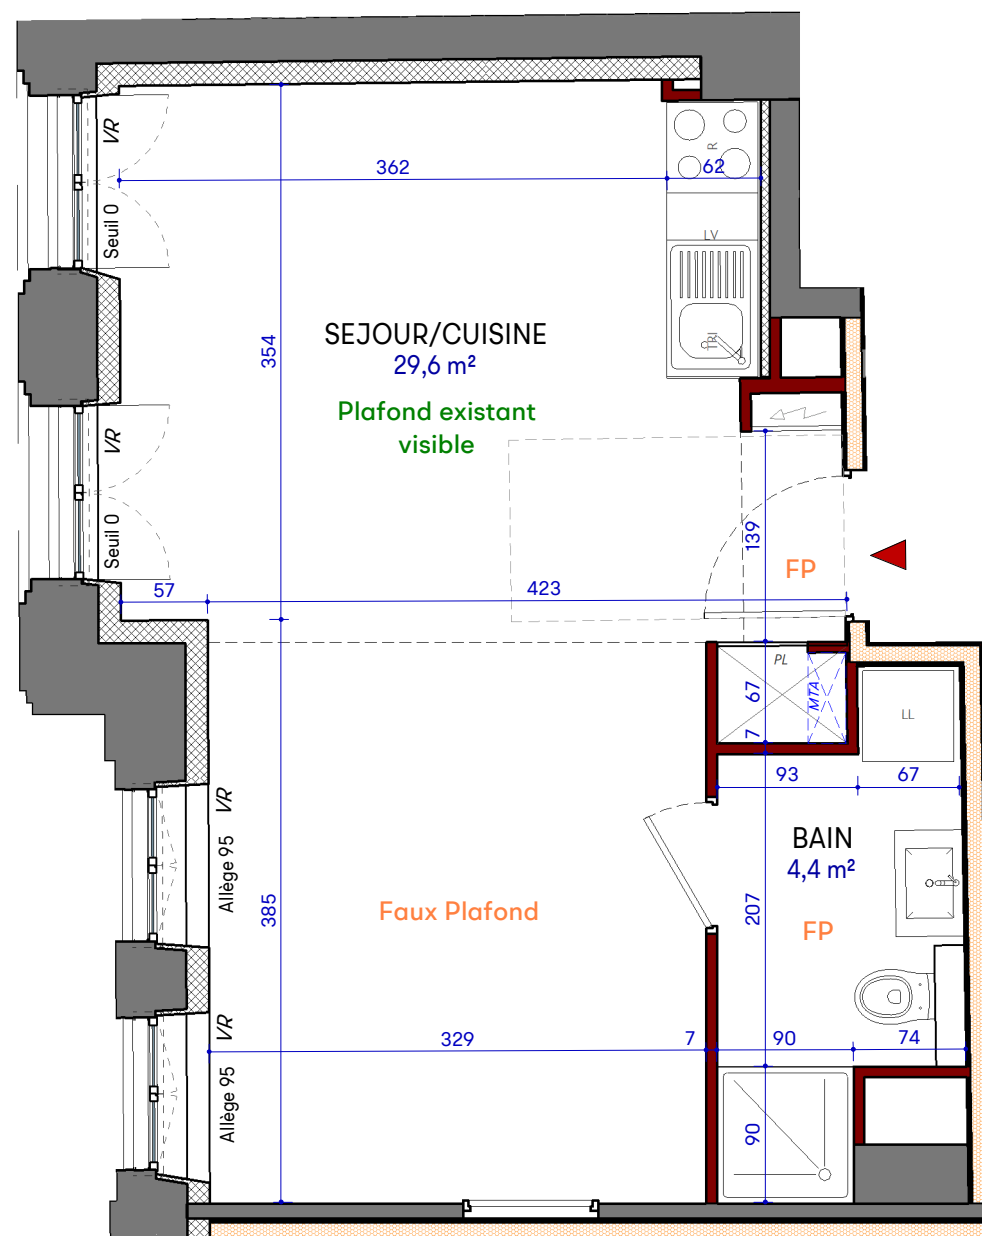 VR
362
62
R
Seuil 0
LV
SEJOUR/CUISINE
29,6 m²
354
TRI
Plafond existant
visible
VR
Seuil 0
139
FP
57
423
PL
67
MTA
7
LL
93
67
VR
Allège 95
BAIN
4,4 m²
385
207
Faux Plafond
FP
VR
329
7
90
74
Allège 95
90